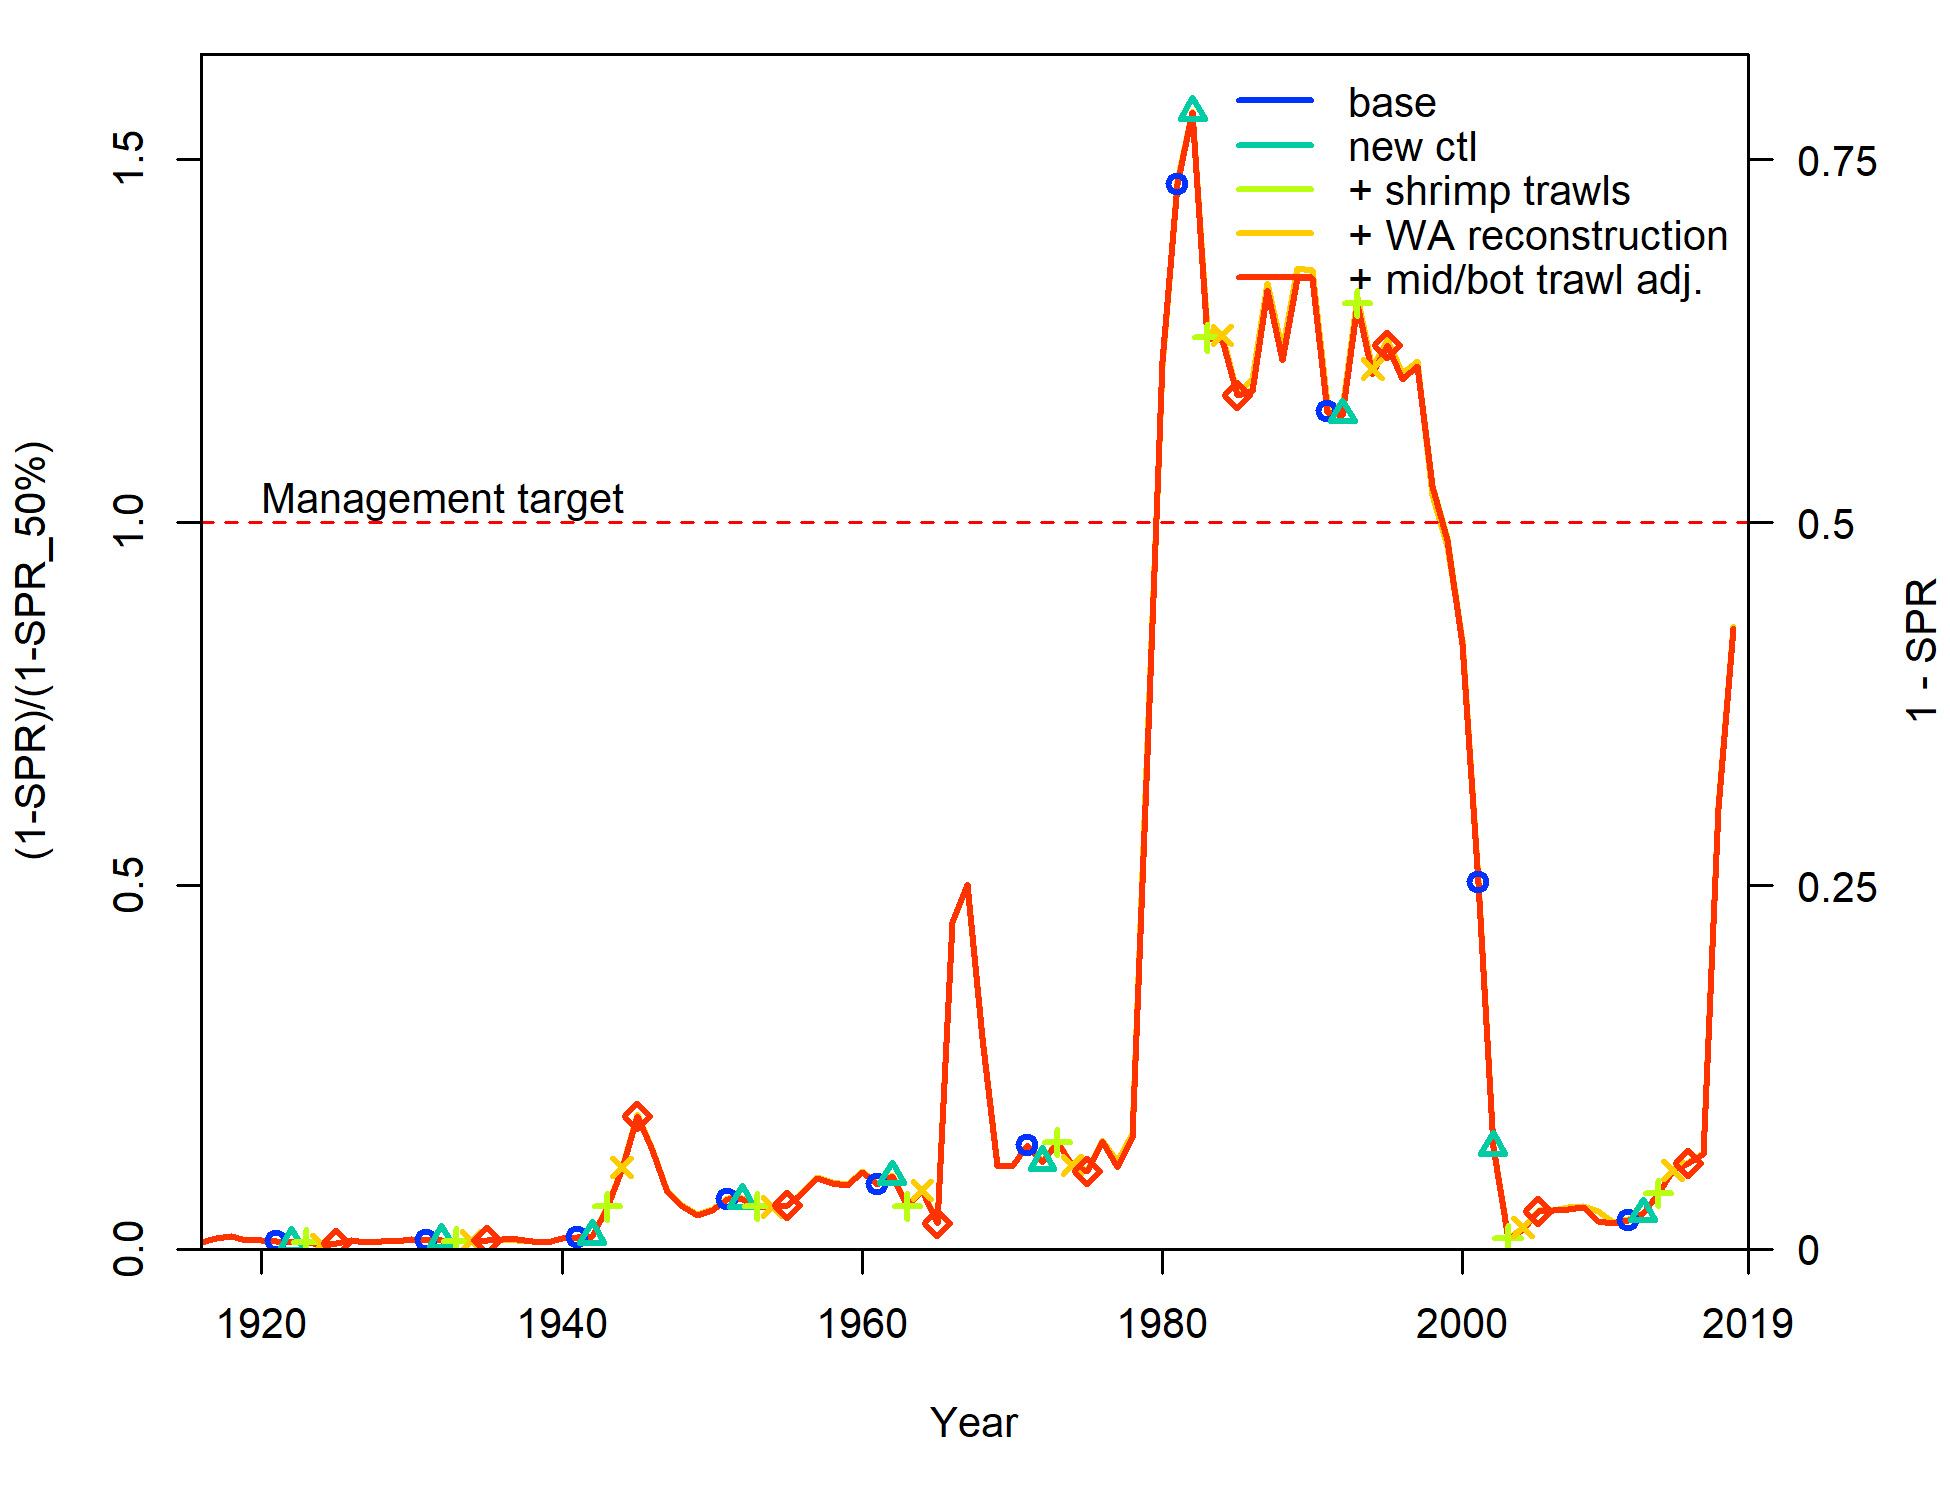 base
new ctl
+ shrimp trawls
+ WA reconstruction
+ mid/bot trawl adj.
Management target
(1-SPR)/(1-SPR_50%)
1.5
1.0
0.5
0.0
0.75
0.5
0.25
0
1 - SPR
1920
1940
1960
1980
2000
2019
Year